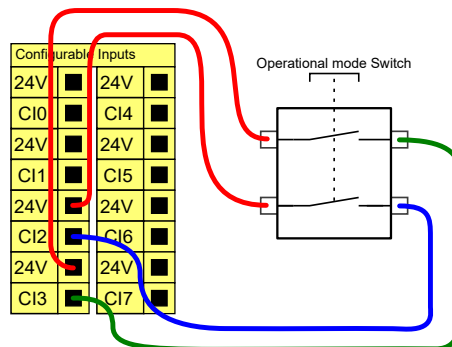 Configurable Inputs
Operational mode Switch
24V 24V
CI0 CI4
24V 24V
CI1 CI5
24V 24V
CI2 CI6
24V 24V
CI3 CI7